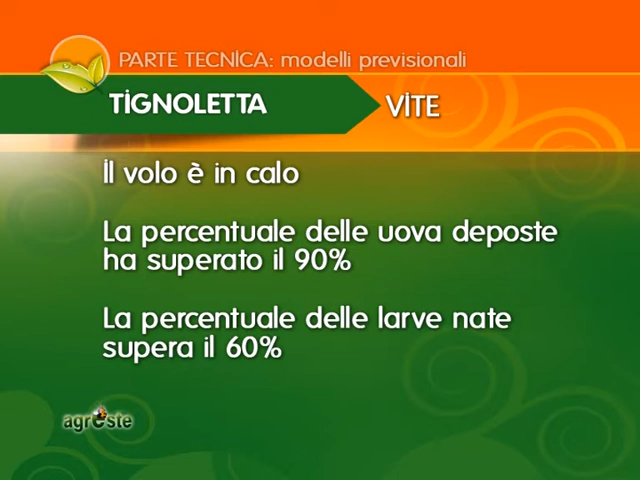 PARTE TECNICA: modelli previsionali
TIGNOLETTA
VITE
Il volo è in calo
La percentuale delle uova deposte
ha superato il 90%
La percentuale delle larve nate
supera il 60%
agreste